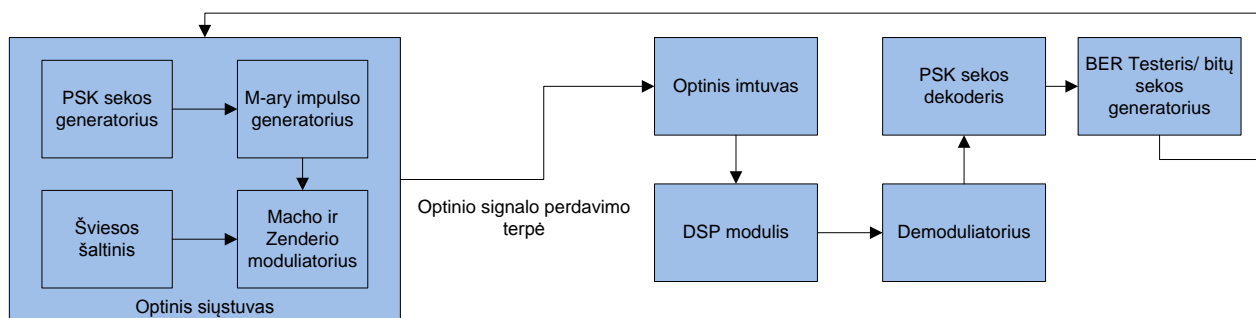 PSK sekos
generatorius
M-ary impulso
generatorius
Šviesos
šaltinis
Macho ir
Zenderio
moduliatorius
Optinis siųstuvas
Optinio signalo perdavimo
terpė
Optinis imtuvas
DSP modulis
PSK sekos
dekoderis
Demoduliatorius
BER Testeris/ bitų
sekos
generatorius